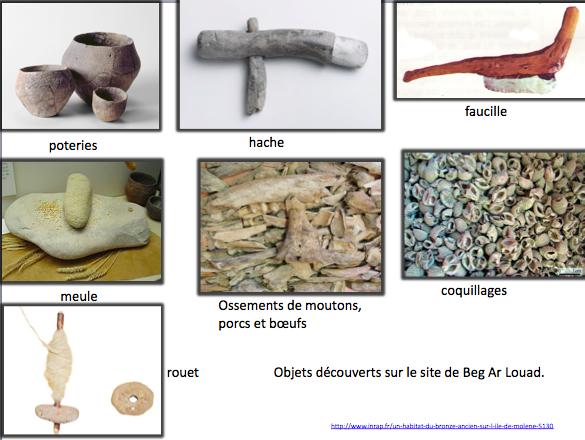 poteries
hache
faucille
meule
Ossements de moutons,
porcs et bœufs
coquillages
rouet
Objets découverts sur le site de Beg Ar Louad.
http://www.inrap.fr/un-habitat-du-bronze-ancien-sur-l-ile-de-molene-5130